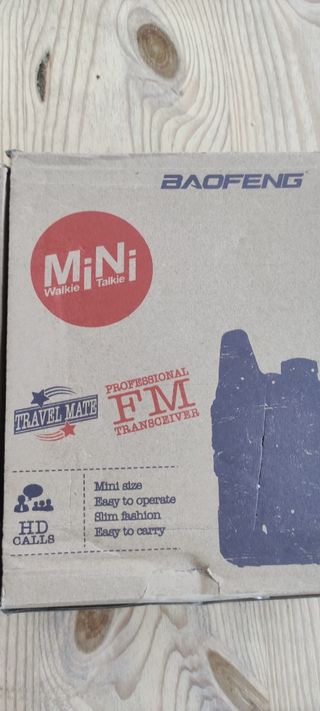 BAOFENG
MiNi
Walkie Talkie
TRAVEL MATE
PROFESSIONAL
FM
TRANSCEIVER
HD
CALLS
Mini size
Easy to operate
Slim fashion
Easy to carry